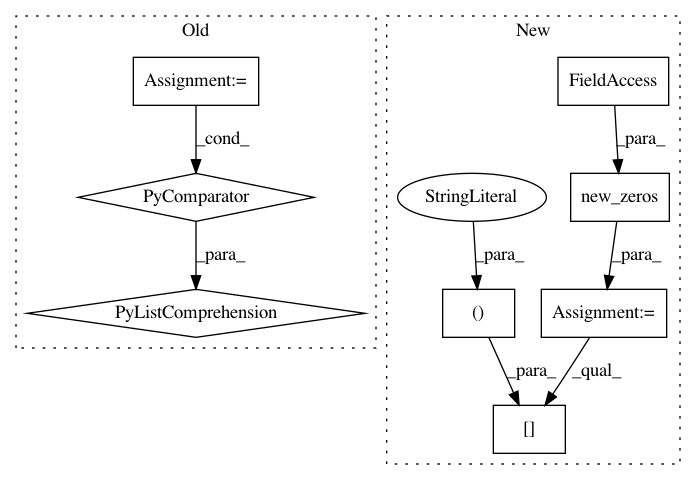 Old
New
Assignment:=
FieldAccess
_cond_
_para_
PyComparator
StringLiteral
new_zeros
_para_
_para_
_para_
PyListComprehension
()
Assignment:=
_para_
_qual_
[]